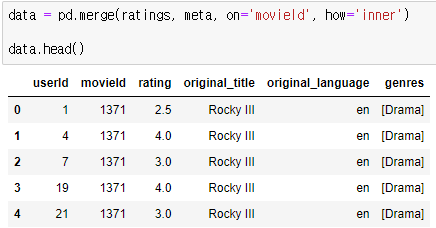 data = pd.merge(ratings, meta, on='movieId', how='inner')
data.head()
userId movieId rating original_title original_language genres
0 1 1371 2.5 Rocky III en [Drama]
1 4 1371 4.0 Rocky III en [Drama]
2 7 1371 3.0 Rocky III en [Drama]
3 19 1371 4.0 Rocky III en [Drama]
4 21 1371 3.0 Rocky III en [Drama]